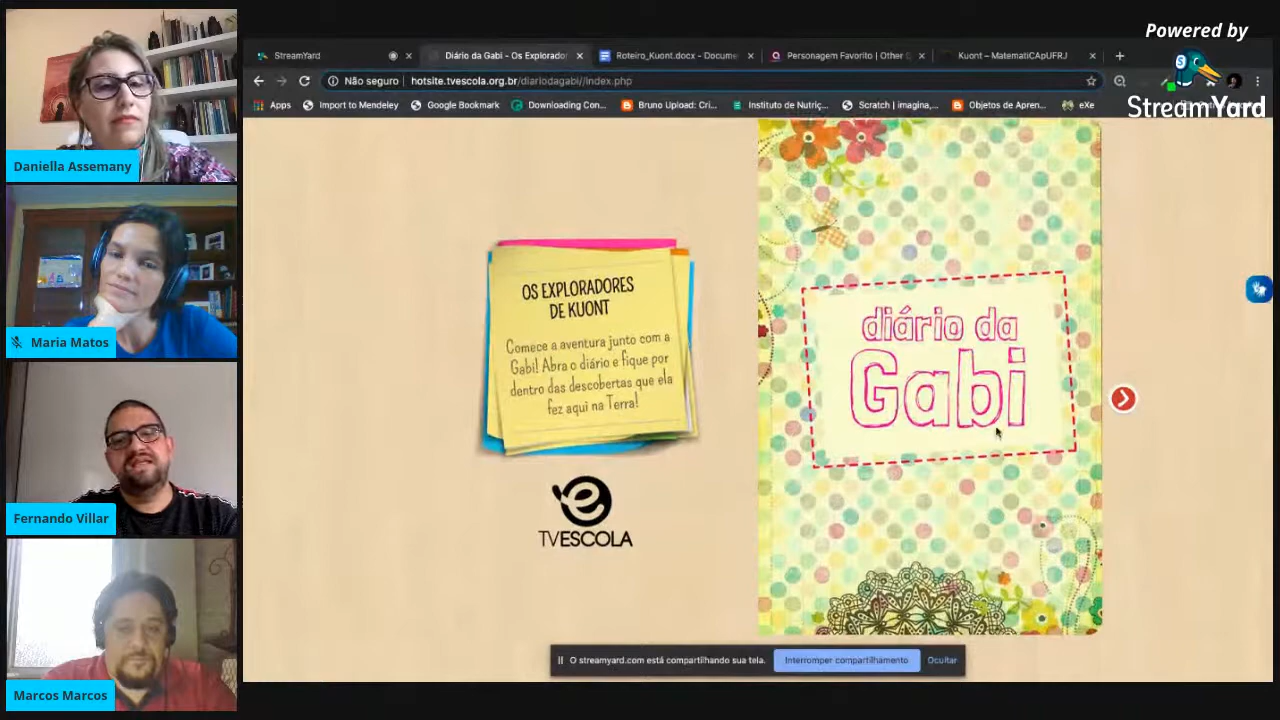 Powered by
StreamYard
StreamYard
Diário da Gabi - Os Explorador
Roteiro_Kuont.docx - Docume
Personagem Favorito | Other
Kuont – MatematiCApUFRJ
Não seguro
hotsite.tvescola.org.br/diariodagabi//index.php
Apps
Import to Mendeley
Google Bookmark
Downloading Con...
Bruno Upload: Cri...
Instituto de Nutriç...
Scratch | imagina,...
Objetos de Apren...
eXe
Daniella Assemany
Maria Matos
Fernando Villar
Marcos Marcos
OS EXPLORADORES
DE KUONT
Comece a aventura junto com a
Gabi! Abra o diário e fique por
dentro das descobertas que ela
fez aqui na Terra!
TVESCOLA
diário da
Gabi
O streamyard.com está compartilhando sua tela.
Interromper compartilhamento
Ocultar